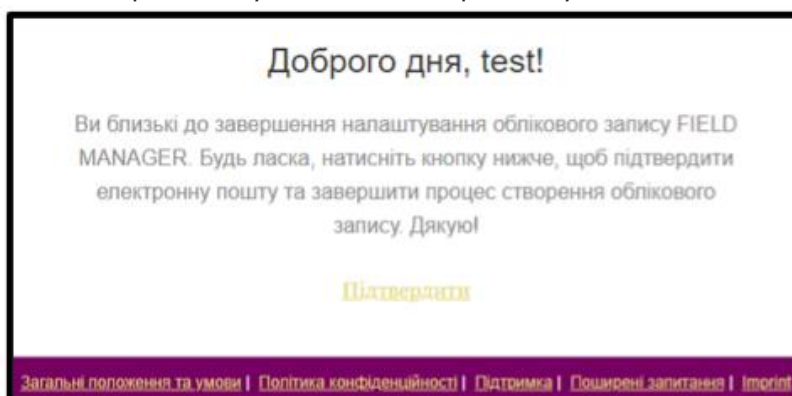 Доброго дня, test!
Ви близькі до завершення налаштування облікового запису FIELD
MANAGER. Будь ласка, натисніть кнопку нижче, щоб підтвердити
електронну пошту та завершити процес створення облікового
запису. Дякую!
Підтвердити
Загальні положення та умови | Політика конфіденційності | Підтримка | Поширені запитання | Imprint